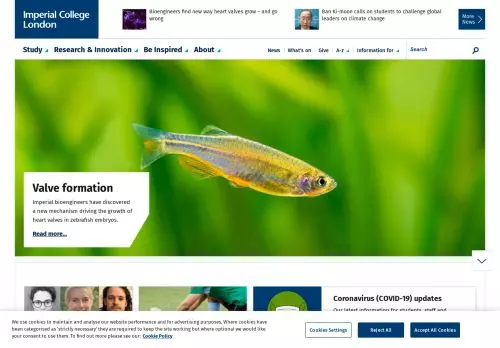 Imperial College
London
Bioengineers find new way heart valves grow – and go
wrong
Ban Ki-moon calls on students to challenge global
leaders on climate change
More
News
Study
Research & Innovation
Be Inspired
About
News
What's on
Give
A-z
Information for
Search
Valve formation
Imperial bioengineers have discovered
a new mechanism driving the growth of
heart valves in zebrafish embryos.
Read more...
Coronavirus (COVID-19) updates
Our latest information for students, staff and
We use cookies to maintain and analyse our website performance and for advertising purposes. Where cookies have
been categorised as 'strictly necessary' they are required to keep the site working but where optional we would like
your consent to use them. To find out more please see our: Cookie Policy
Cookies Settings
Reject All
Accept All Cookies